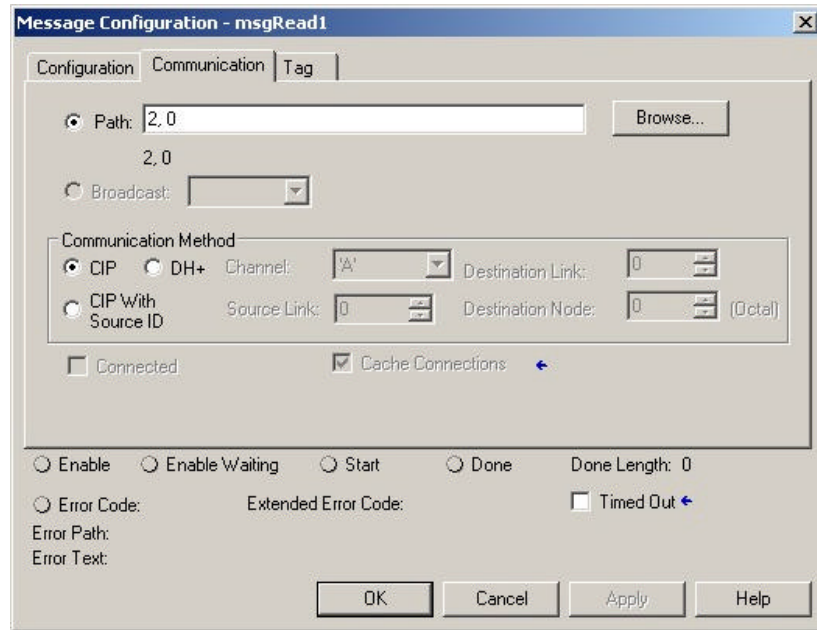 Message Configuration - msgRead1
Configuration Communication Tag
Path: 2, 0 Browse...
2, 0
Broadcast:
Communication Method
CIP DH+ Channel: 'A' Destination Link: 0
CIP With Source ID Source Link: 0 Destination Node: 0 (Octal)
Connected Cache Connections
Enable Enable Waiting Start Done Done Length: 0
Error Code: Extended Error Code: Timed Out
Error Path:
Error Text:
OK Cancel Apply Help